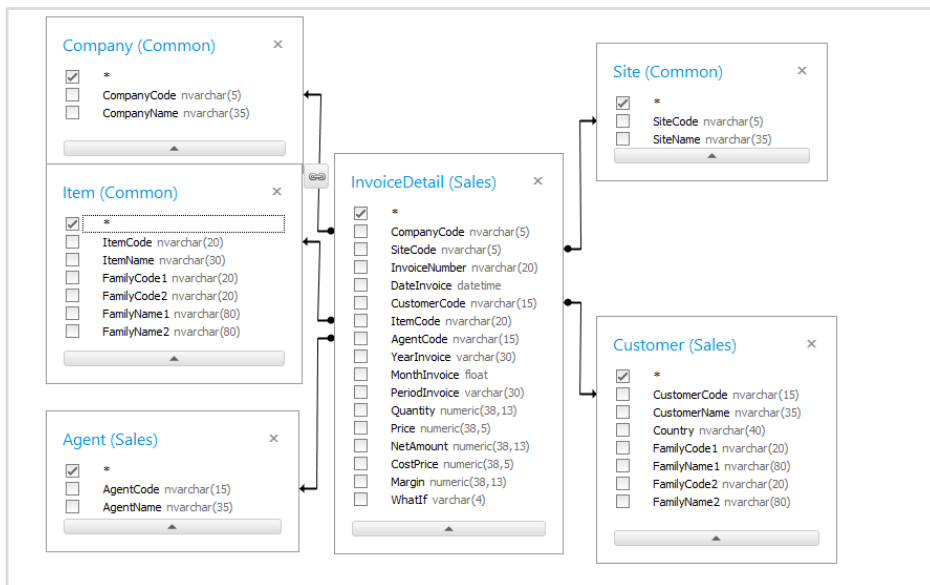 Company (Common)
*
CompanyCode nvarchar(5)
CompanyName nvarchar(35)
Item (Common)
*
ItemCode nvarchar(20)
ItemName nvarchar(30)
FamilyCode1 nvarchar(20)
FamilyCode2 nvarchar(20)
FamilyName1 nvarchar(80)
FamilyName2 nvarchar(80)
Agent (Sales)
*
AgentCode nvarchar(15)
AgentName nvarchar(35)
InvoiceDetail (Sales)
*
CompanyCode nvarchar(5)
SiteCode nvarchar(5)
InvoiceNumber nvarchar(20)
DateInvoice datetime
CustomerCode nvarchar(15)
ItemCode nvarchar(20)
AgentCode nvarchar(15)
YearInvoice varchar(30)
MonthInvoice float
PeriodInvoice varchar(30)
Quantity numeric(38,13)
Price numeric(38,5)
NetAmount numeric(38,13)
CostPrice numeric(38,5)
Margin numeric(38,13)
WhatIf varchar(4)
Site (Common)
*
SiteCode nvarchar(5)
SiteName nvarchar(35)
Customer (Sales)
*
CustomerCode nvarchar(15)
CustomerName nvarchar(35)
Country nvarchar(40)
FamilyCode1 nvarchar(20)
FamilyName1 nvarchar(80)
FamilyCode2 nvarchar(20)
FamilyName2 nvarchar(80)